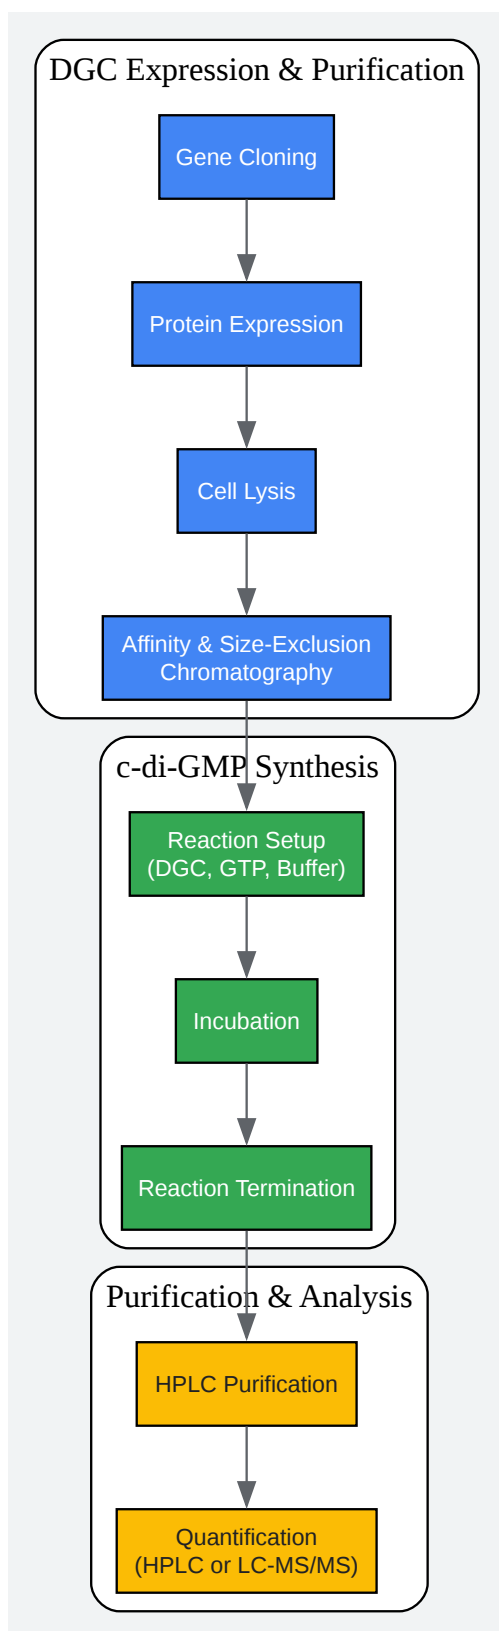 DGC Expression & Purification
Gene Cloning
Protein Expression
Cell Lysis
Affinity & Size-Exclusion
Chromatography
c-di-GMP Synthesis
Reaction Setup
(DGC, GTP, Buffer)
Incubation
Reaction Termination
Purification & Analysis
HPLC Purification
Quantification
(HPLC or LC-MS/MS)